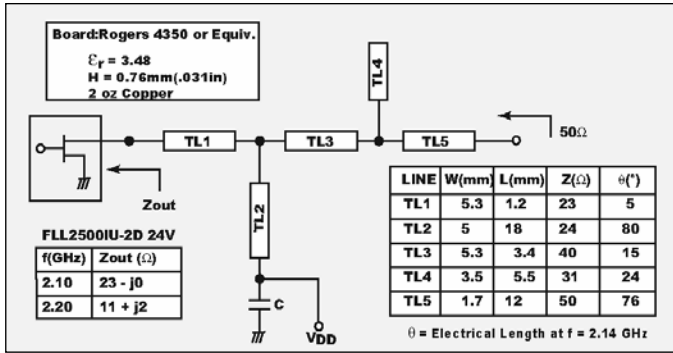 Board:Rogers 4350 or Equiv.
εr = 3.48
H = 0.76mm(.031in)
2 oz Copper
TL4
TL1
TL3
TL5
50Ω
Zout
TL2
C
VDD
FLL2500IU-2D 24V
f(GHz) Zout (Ω)
2.10 23 - j0
2.20 11 + j2
LINE W(mm) L(mm) Z(Ω) θ(°)
TL1 5.3 1.2 23 5
TL2 5 18 24 80
TL3 5.3 3.4 40 15
TL4 3.5 5.5 31 24
TL5 1.7 12 50 76
θ = Electrical Length at f = 2.14 GHz